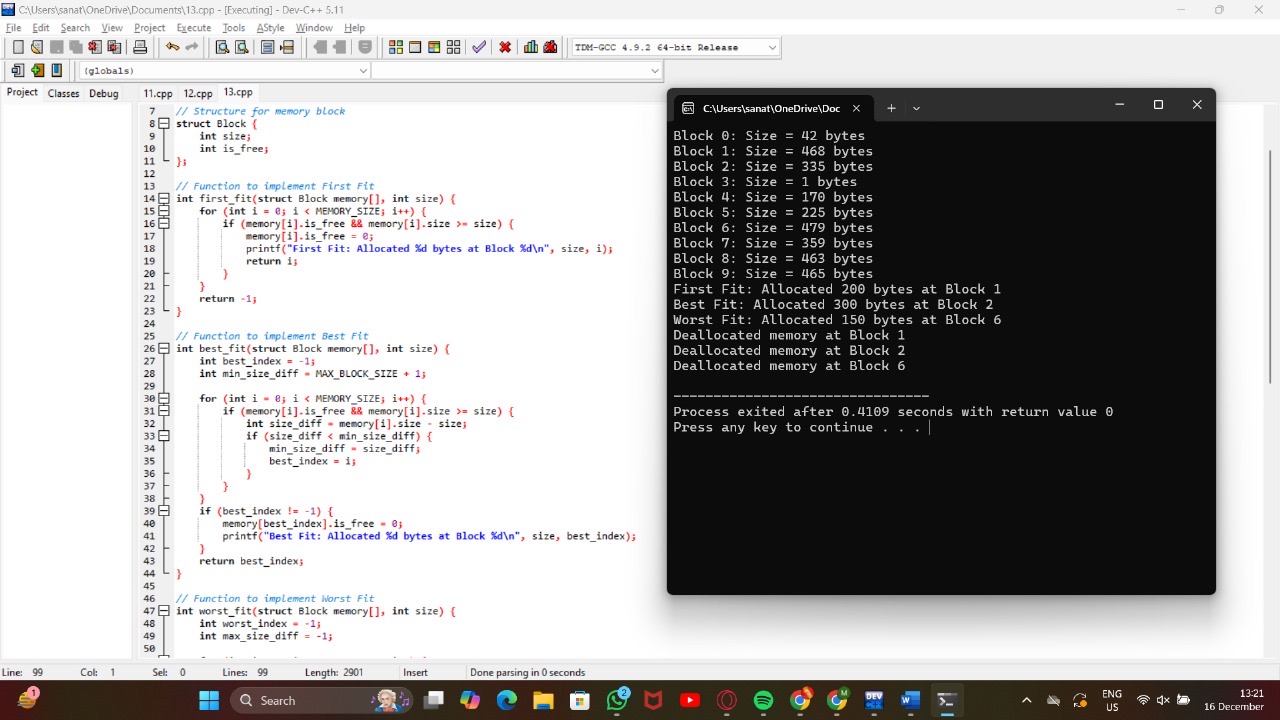 C:\Users\sanat\OneDrive\Documents\13.cpp - [Executing] - Dev-C++ 5.11
File Edit Search View Project Execute Tools AStyle Window Help
TDM-GCC 4.9.2 64-bit Release
(globals)
Project Classes Debug
11.cpp 12.cpp 13.cpp
7 // Structure for memory block
8 struct Block {
9 int size;
10 int is_free;
11 };
12
13 // Function to implement First Fit
14 int first_fit(struct Block memory[], int size) {
15 for (int i = 0; i < MEMORY_SIZE; i++) {
16 if (memory[i].is_free && memory[i].size >= size) {
17 memory[i].is_free = 0;
18 printf("First Fit: Allocated %d bytes at Block %d\n", size, i);
19 return i;
20 }
21 }
22 return -1;
23 }
24
25 // Function to implement Best Fit
26 int best_fit(struct Block memory[], int size) {
27 int best_index = -1;
28 int min_size_diff = MAX_BLOCK_SIZE + 1;
29
30 for (int i = 0; i < MEMORY_SIZE; i++) {
31 if (memory[i].is_free && memory[i].size >= size) {
32 int size_diff = memory[i].size - size;
33 if (size_diff < min_size_diff) {
34 min_size_diff = size_diff;
35 best_index = i;
36 }
37 }
38 }
39 if (best_index != -1) {
40 memory[best_index].is_free = 0;
41 printf("Best Fit: Allocated %d bytes at Block %d\n", size, best_index);
42 }
43 return best_index;
44 }
45
46 // Function to implement Worst Fit
47 int worst_fit(struct Block memory[], int size) {
48 int worst_index = -1;
49 int max_size_diff = -1;
50
C:\Users\sanat\OneDrive\Doc
Block 0: Size = 42 bytes
Block 1: Size = 468 bytes
Block 2: Size = 335 bytes
Block 3: Size = 1 bytes
Block 4: Size = 170 bytes
Block 5: Size = 225 bytes
Block 6: Size = 479 bytes
Block 7: Size = 359 bytes
Block 8: Size = 463 bytes
Block 9: Size = 465 bytes
First Fit: Allocated 200 bytes at Block 1
Best Fit: Allocated 300 bytes at Block 2
Worst Fit: Allocated 150 bytes at Block 6
Deallocated memory at Block 1
Deallocated memory at Block 2
Deallocated memory at Block 6
--------------------------------
Process exited after 0.4109 seconds with return value 0
Press any key to continue . . .
Line: 99 Col: 1 Sel: 0 Lines: 99 Length: 2901 Insert Done parsing in 0 seconds
1
Search
2
M
DEV
ENG
US
13:21
16 December